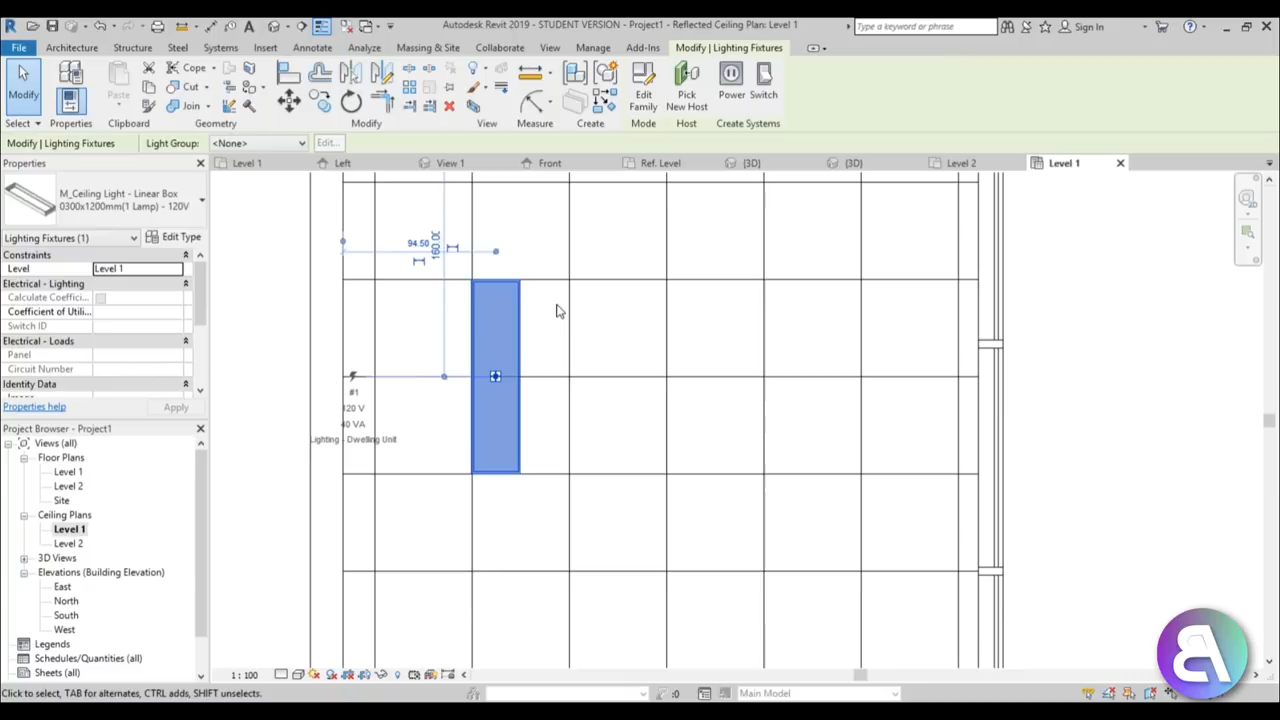 Autodesk Revit 2019 - STUDENT VERSION - Project1 - Reflected Ceiling Plan: Level 1
Type a keyword or phrase
Sign In
File Architecture Structure Steel Systems Insert Annotate Analyze Massing & Site Collaborate View Manage Add-Ins Modify | Lighting Fixtures
Modify
Paste
Cope
Cut
Join
Edit Family
Pick New Host
Power Switch
Select Properties Clipboard Geometry Modify View Measure Create Mode Host Create Systems
Modify | Lighting Fixtures Light Group: <None> Edit...
Properties
Level 1 Left View 1 Front Ref. Level {3D} {3D} Level 2 Level 1
M_Ceiling Light - Linear Box
0300x1200mm(1 Lamp) - 120V
Lighting Fixtures (1) Edit Type
Constraints
Level Level 1
Electrical - Lighting
Calculate Coeffici...
Coefficient of Utili...
Switch ID
Electrical - Loads
Panel
Circuit Number
Identity Data
Properties help Apply
94.50
160.00
#1
120 V
40 VA
Lighting - Dwelling Unit
Project Browser - Project1
Views (all)
Floor Plans
Level 1
Level 2
Site
Ceiling Plans
Level 1
Level 2
3D Views
Elevations (Building Elevation)
East
North
South
West
Legends
Schedules/Quantities (all)
Sheets (all)
1 : 100
Click to select, TAB for alternates, CTRL adds, SHIFT unselects.
:0
Main Model